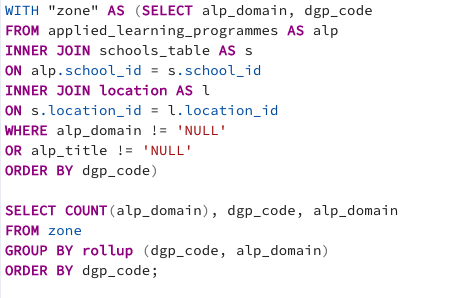 WITH "zone" AS (SELECT alp_domain, dgp_code
FROM applied_learning_programmes AS alp
INNER JOIN schools_table AS s
ON alp.school_id = s.school_id
INNER JOIN location AS l
ON s.location_id = l.location_id
WHERE alp_domain != 'NULL'
OR alp_title != 'NULL'
ORDER BY dgp_code)
SELECT COUNT(alp_domain), dgp_code, alp_domain
FROM zone
GROUP BY rollup (dgp_code, alp_domain)
ORDER BY dgp_code;